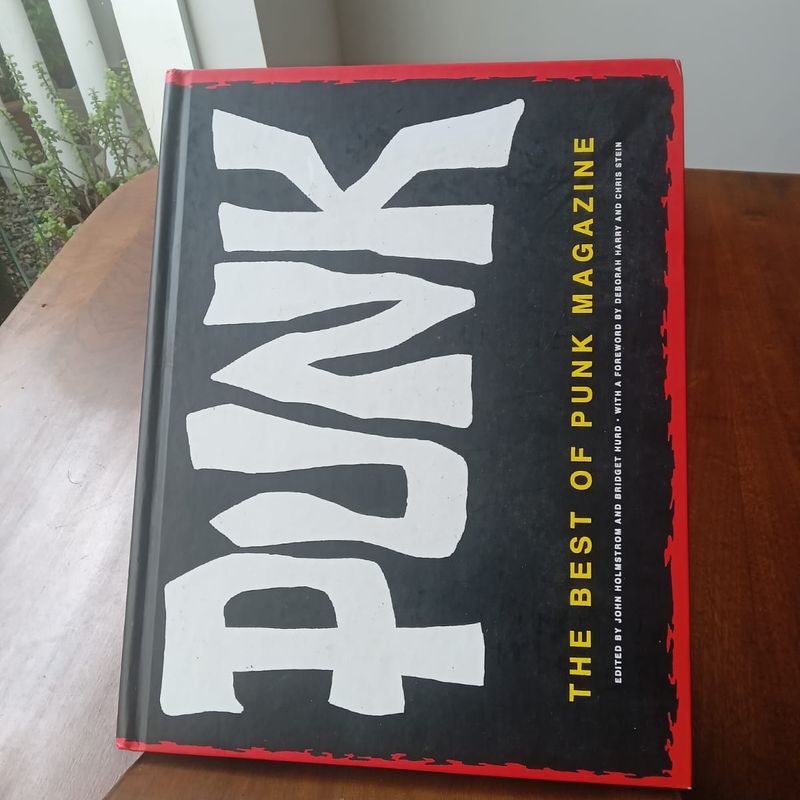 PUNK
THE BEST OF PUNK MAGAZINE
EDITED BY JOHN HOLMSTROM AND BRIDGET HURD · WITH A FOREWORD BY DEBORAH HARRY AND CHRIS STEIN